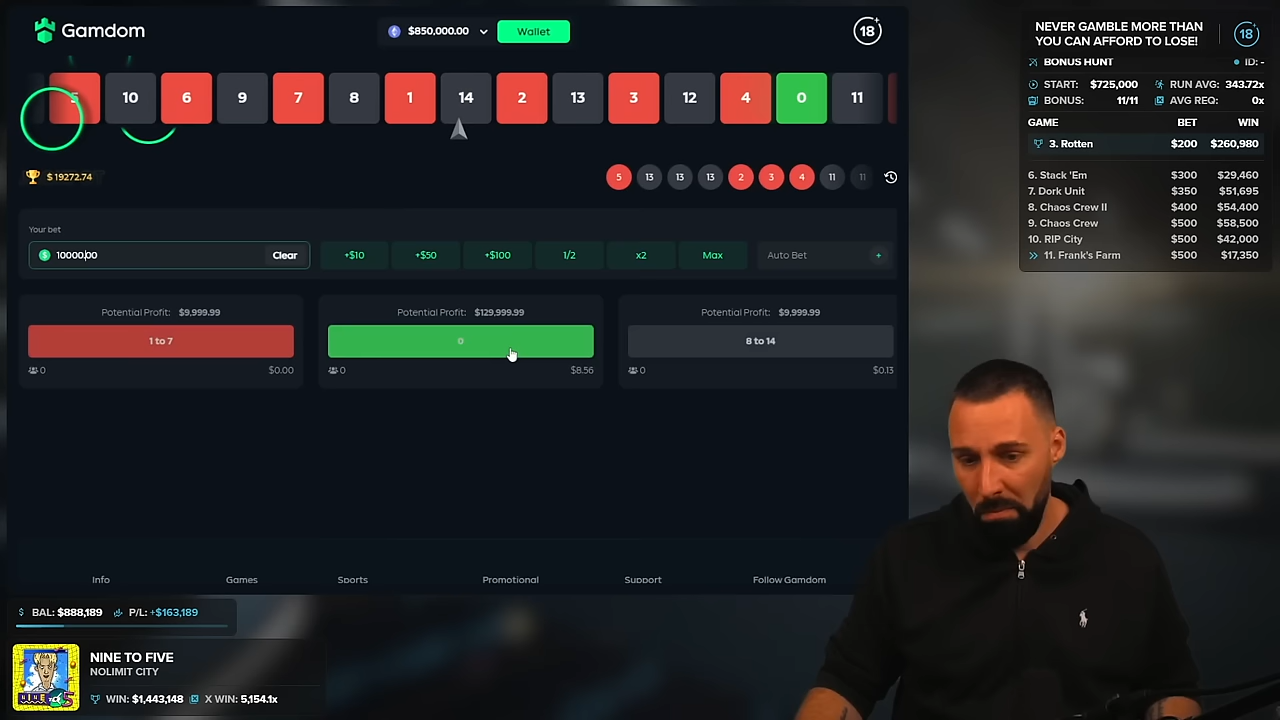 Gamdom
$850,000.00
Wallet
18+
5 10 6 9 7 8 1 14 2 13 3 12 4 0 11
$ 19272.74
5 13 13 13 2 3 4 11 11
Your bet
10000.00
Clear
+$10
+$50
+$100
1/2
x2
Max
Auto Bet
+
Potential Profit: $9,999.99
1 to 7
0 $0.00
Potential Profit: $129,999.99
0
0 $8.56
Potential Profit: $9,999.99
8 to 14
0 $0.13
Info Games Sports Promotional Support Follow Gamdom
BAL: $888,189 P/L: +$163,189
NINE TO FIVE
NOLIMIT CITY
WIN: $1,443,148 X WIN: 5,154.1x
NEVER GAMBLE MORE THAN
YOU CAN AFFORD TO LOSE!
18+
BONUS HUNT ID: -
START: $725,000 RUN AVG: 343.72x
BONUS: 11/11 AVG REQ: 0x
GAME BET WIN
3. Rotten $200 $260,980
6. Stack 'Em $300 $29,460
7. Dork Unit $350 $51,695
8. Chaos Crew II $400 $54,400
9. Chaos Crew $500 $58,500
10. RIP City $500 $42,000
11. Frank's Farm $500 $17,350